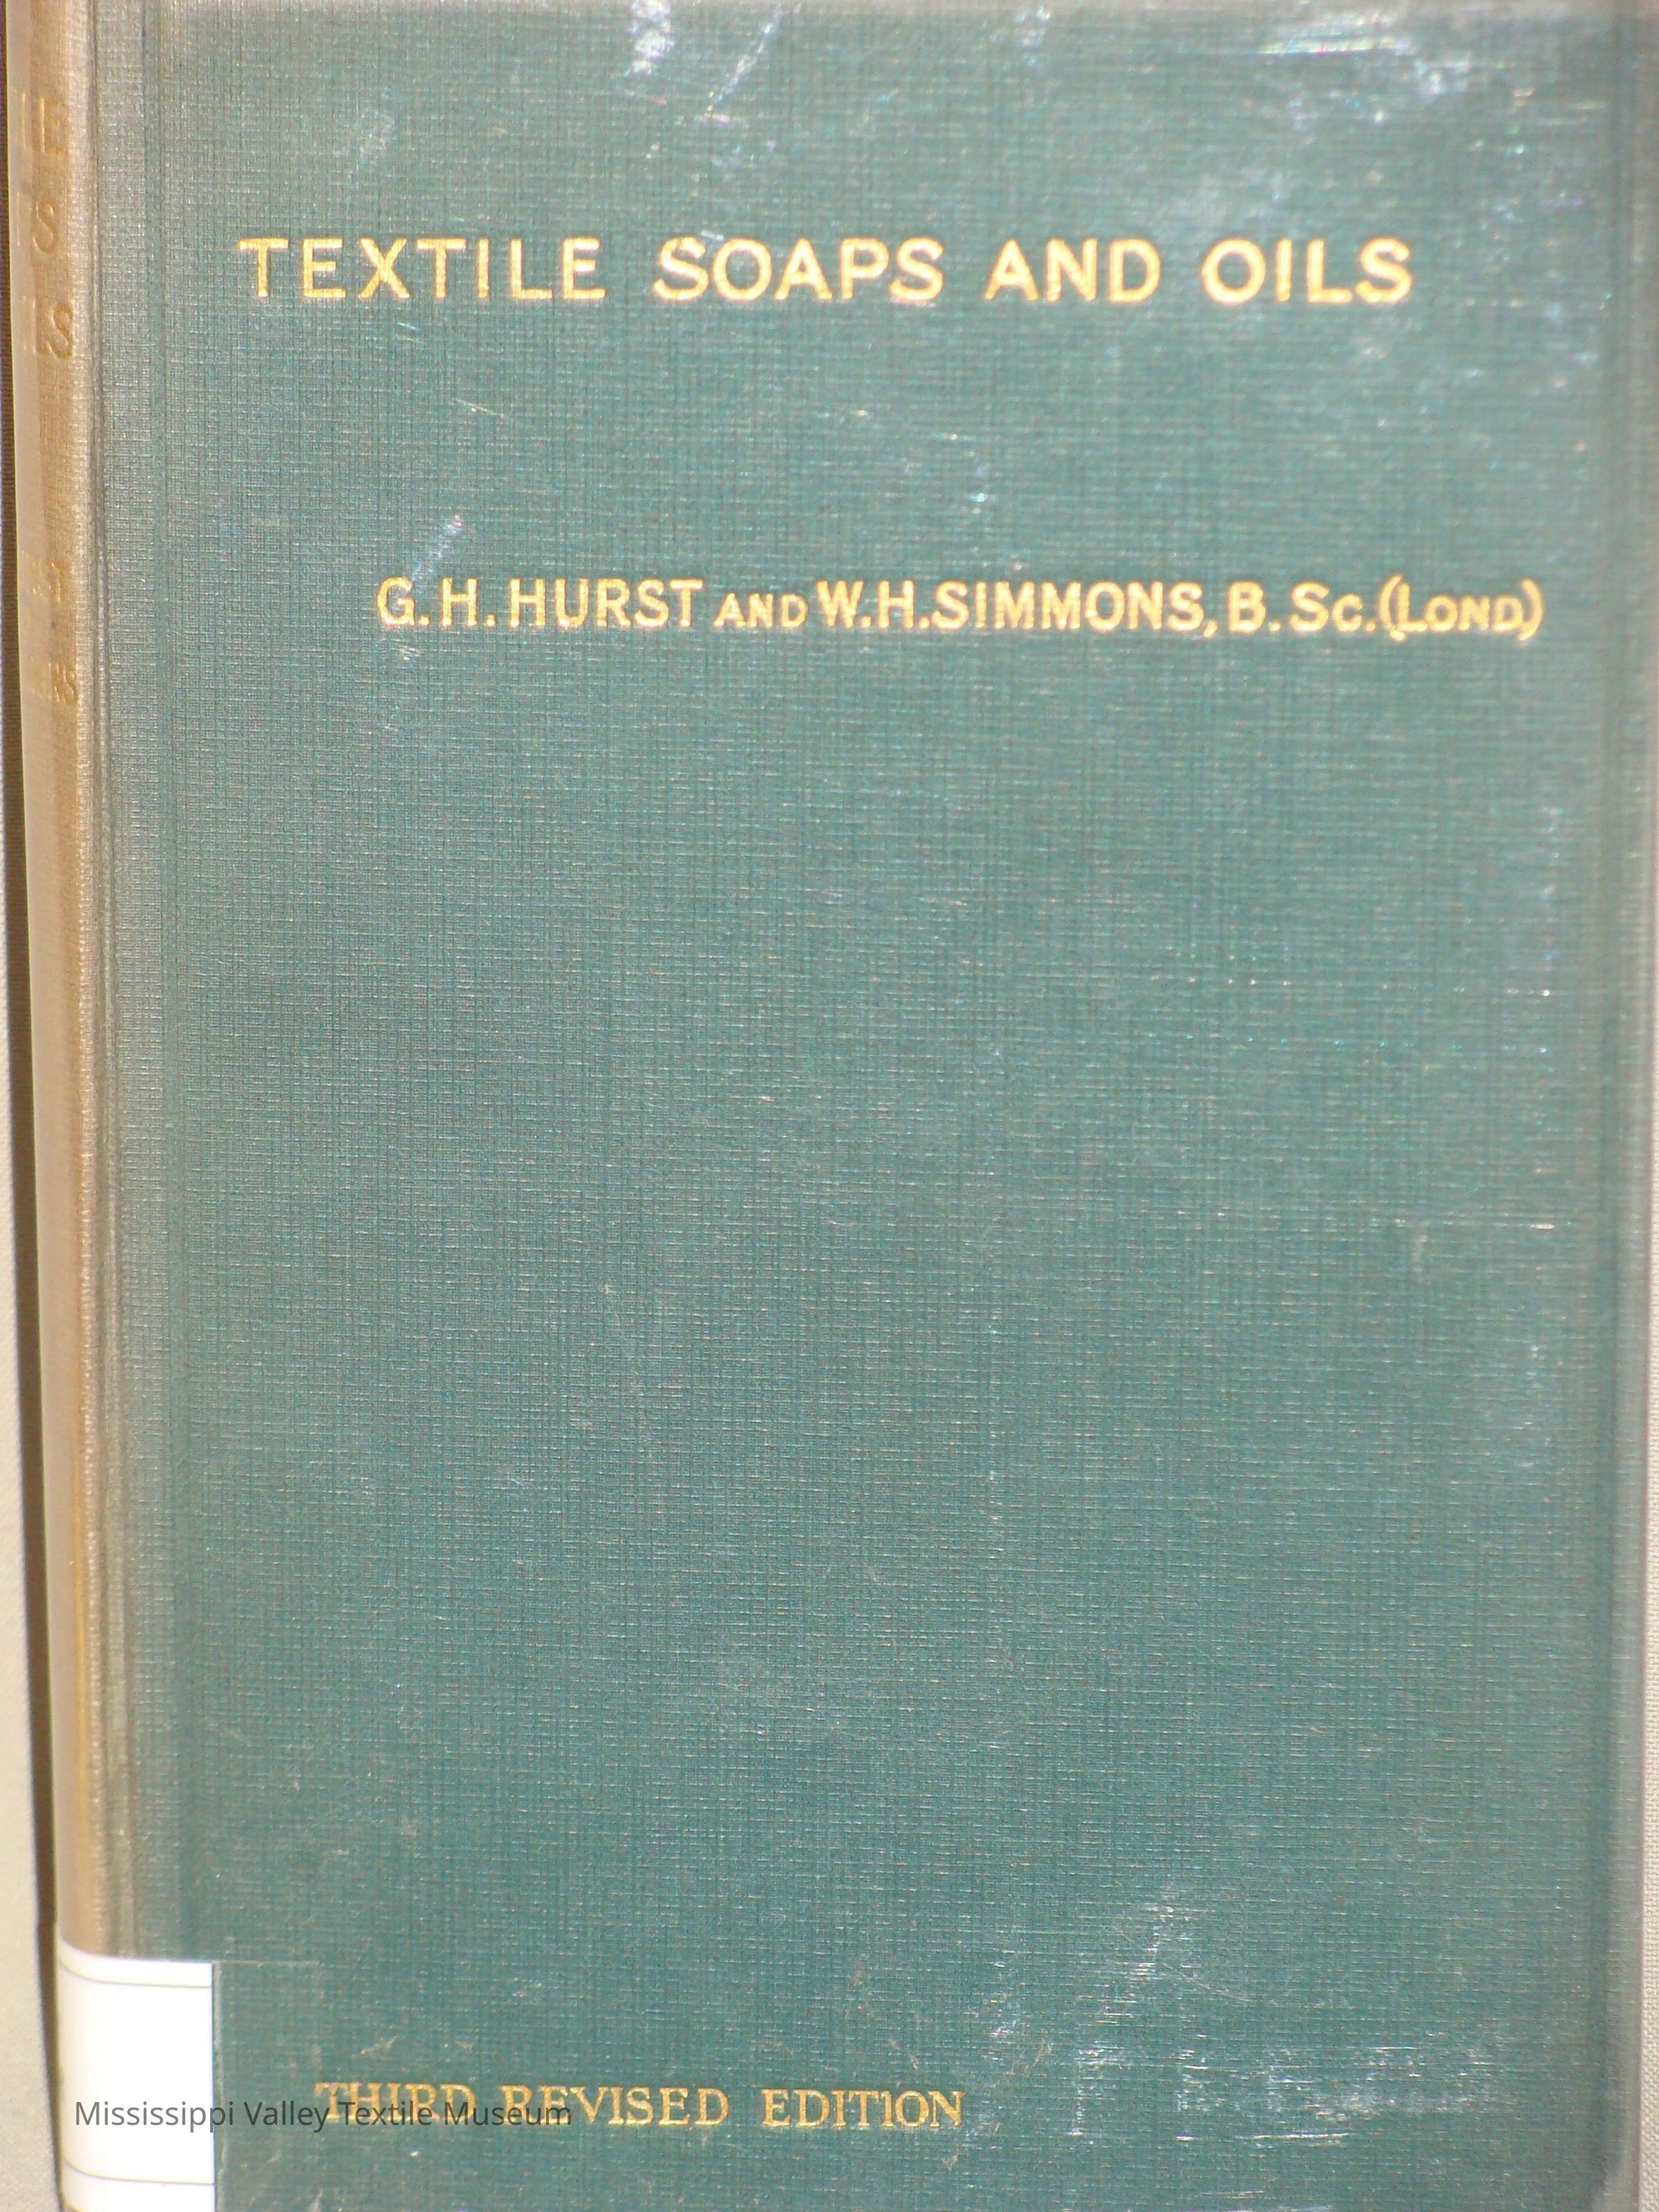 TEXTILE SOAPS AND OILS
G.H. HURST AND W.H. SIMMONS, B.Sc. (LOND)
THIRD REVISED EDITION
Mississippi Valley Textile Museum